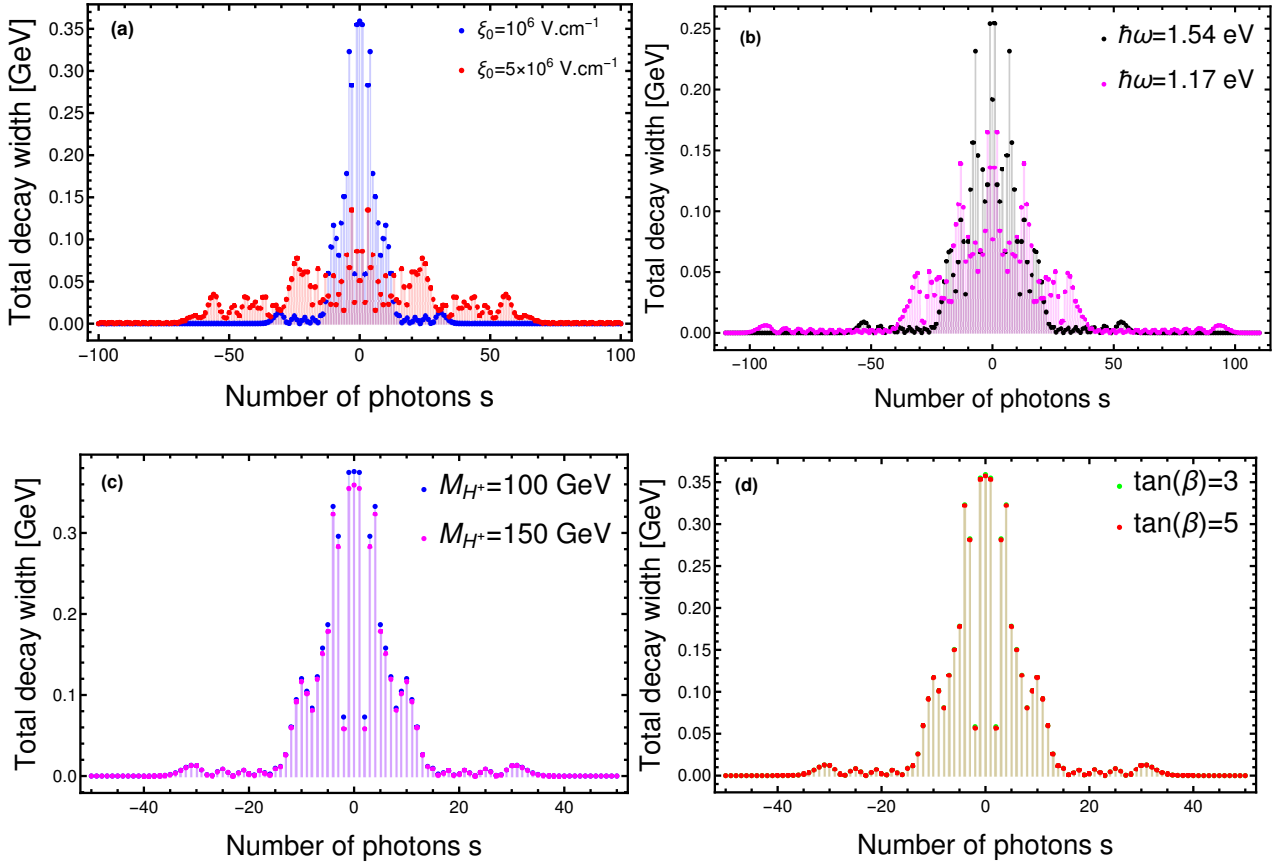 (a)
ξ₀=10⁶ V.cm⁻¹
ξ₀=5×10⁶ V.cm⁻¹
Total decay width [GeV]
0.35
0.30
0.25
0.20
0.15
0.10
0.05
0.00
−100
−50
0
50
100
Number of photons s
(b)
ℏω=1.54 eV
ℏω=1.17 eV
Total decay width [GeV]
0.25
0.20
0.15
0.10
0.05
0.00
−100
−50
0
50
100
Number of photons s
(c)
M_H⁺=100 GeV
M_H⁺=150 GeV
Total decay width [GeV]
0.3
0.2
0.1
0.0
−40
−20
0
20
40
Number of photons s
(d)
tan(β)=3
tan(β)=5
Total decay width [GeV]
0.35
0.30
0.25
0.20
0.15
0.10
0.05
0.00
−40
−20
0
20
40
Number of photons s